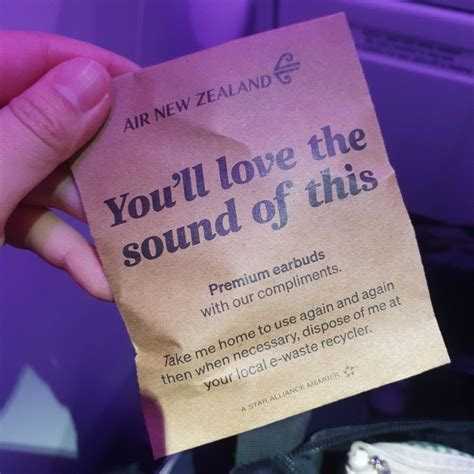 AIR NEW ZEALAND
You'll love the
sound of this
Premium earbuds
with our compliments.
Take me home to use again and again
then when necessary, dispose of me at
your local e-waste recycler.
A STAR ALLIANCE MEMBER